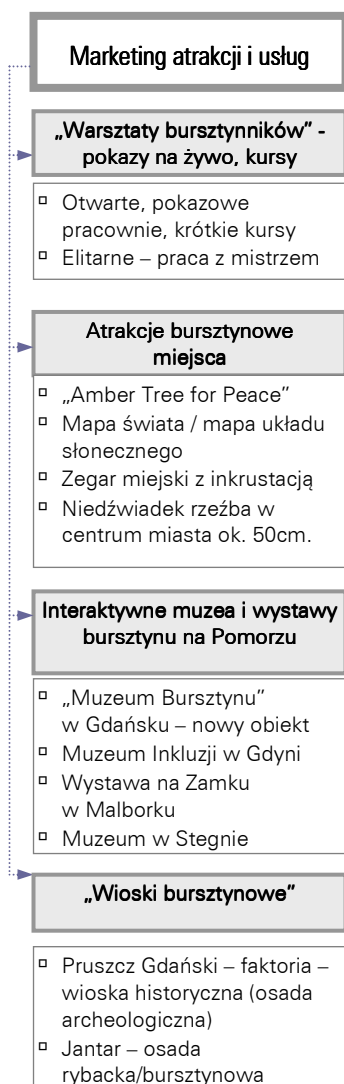 Marketing atrakcji i usług
„Warsztaty bursztynników” -
pokazy na żywo, kursy
Otwarte, pokazowe
pracownie, krótkie kursy
Elitarne – praca z mistrzem
Atrakcje bursztynowe
miejsca
„Amber Tree for Peace”
Mapa świata / mapa układu
słonecznego
Zegar miejski z inkrustacją
Niedźwiadek rzeźba w
centrum miasta ok. 50cm.
Interaktywne muzea i wystawy
bursztynu na Pomorzu
„Muzeum Bursztynu”
w Gdańsku – nowy obiekt
Muzeum Inkluzji w Gdyni
Wystawa na Zamku
w Malborku
Muzeum w Stegnie
„Wioski bursztynowe”
Pruszcz Gdański – faktoria –
wioska historyczna (osada
archeologiczna)
Jantar – osada
rybacka/bursztynowa